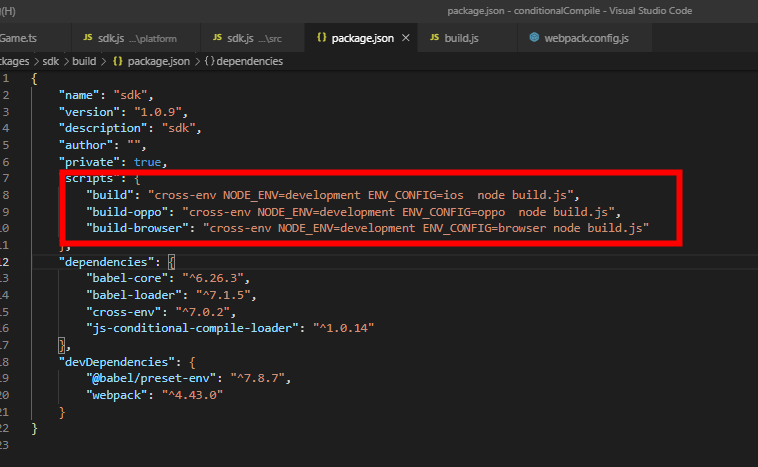 (H)
package.json - conditionalCompile - Visual Studio Code
Game.ts
JS sdk.js ...\platform
JS sdk.js ...\src
{} package.json ×
JS build.js
webpack.config.js
ckages > sdk > build > {} package.json > {} dependencies
1 {
2 "name": "sdk",
3 "version": "1.0.9",
4 "description": "sdk",
5 "author": "",
6 "private": true,
7 "scripts": {
8 "build": "cross-env NODE_ENV=development ENV_CONFIG=ios  node build.js",
9 "build-oppo": "cross-env NODE_ENV=development ENV_CONFIG=oppo  node build.js",
10 "build-browser": "cross-env NODE_ENV=development ENV_CONFIG=browser node build.js"
11 },
12 "dependencies": {
13 "babel-core": "^6.26.3",
14 "babel-loader": "^7.1.5",
15 "cross-env": "^7.0.2",
16 "js-conditional-compile-loader": "^1.0.14"
17 },
18 "devDependencies": {
19 "@babel/preset-env": "^7.8.7",
20 "webpack": "^4.43.0"
21 }
22 }
23